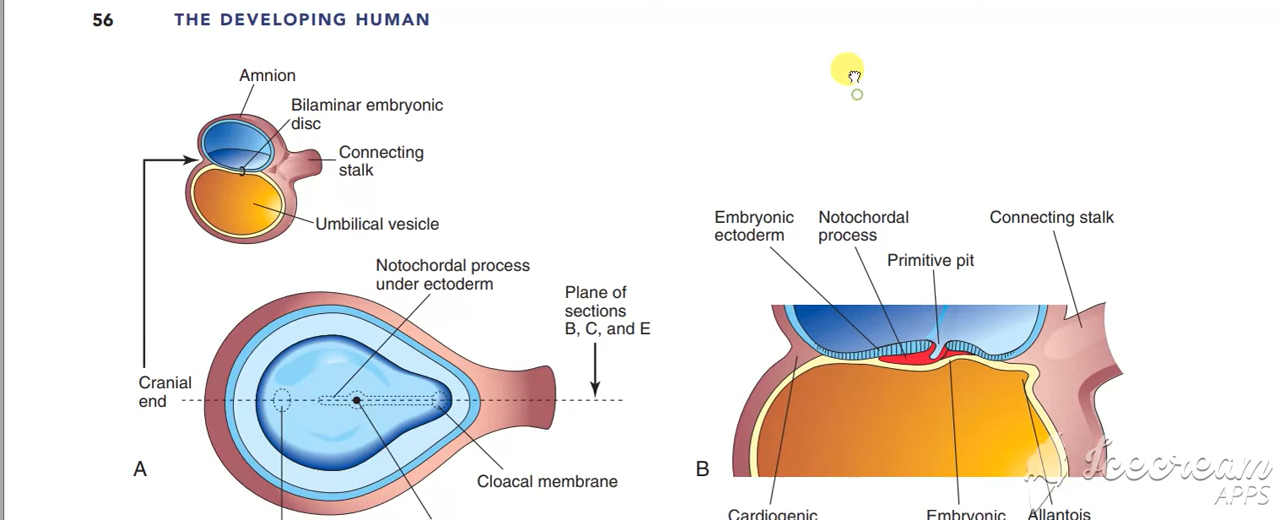 56 THE DEVELOPING HUMAN
Amnion
Bilaminar embryonic
disc
Connecting
stalk
Umbilical vesicle
Notochordal process
under ectoderm
Plane of
sections
B, C, and E
Cranial
end
A
Cloacal membrane
Embryonic
ectoderm
Notochordal
process
Primitive pit
Connecting stalk
B
Cardiogenic
Embryonic
Allantois
Icecream
APPS